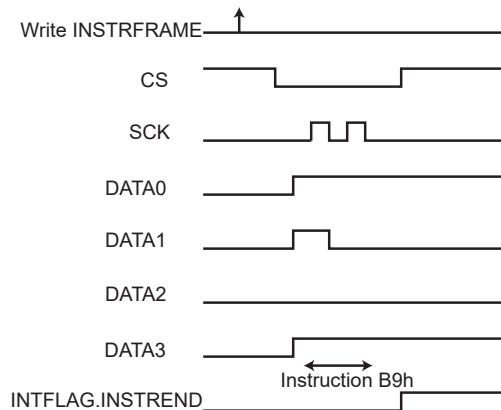 Write INSTRFRAME
CS
SCK
DATA0
DATA1
DATA2
DATA3
Instruction B9h
INTFLAG.INSTREND